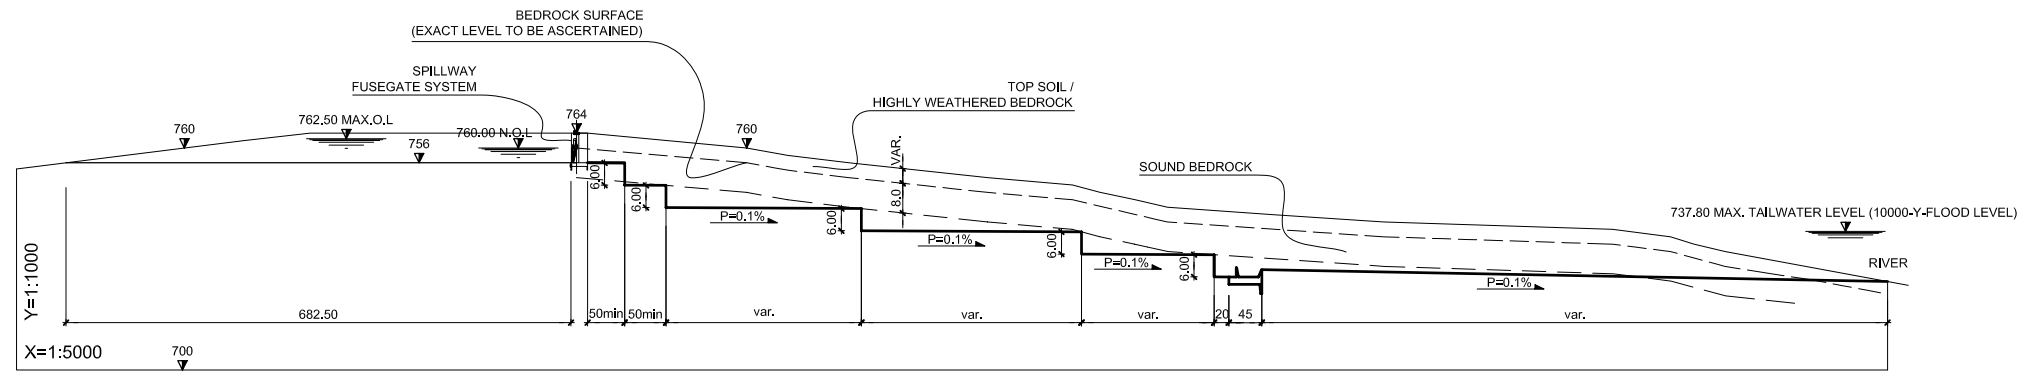 BEDROCK SURFACE
(EXACT LEVEL TO BE ASCERTAINED)
SPILLWAY
FUSEGATE SYSTEM
TOP SOIL /
HIGHLY WEATHERED BEDROCK
762.50 MAX.O.L
764
760
760.00 N.O.L
760
756
VAR.
8.0
SOUND BEDROCK
6.00
6.00
6.00
6.00
6.00
P=0.1%
P=0.1%
P=0.1%
P=0.1%
737.80 MAX. TAILWATER LEVEL (10000-Y-FLOOD LEVEL)
RIVER
Y=1:1000
682.50
50min
50min
var.
var.
var.
20
45
var.
X=1:5000
700